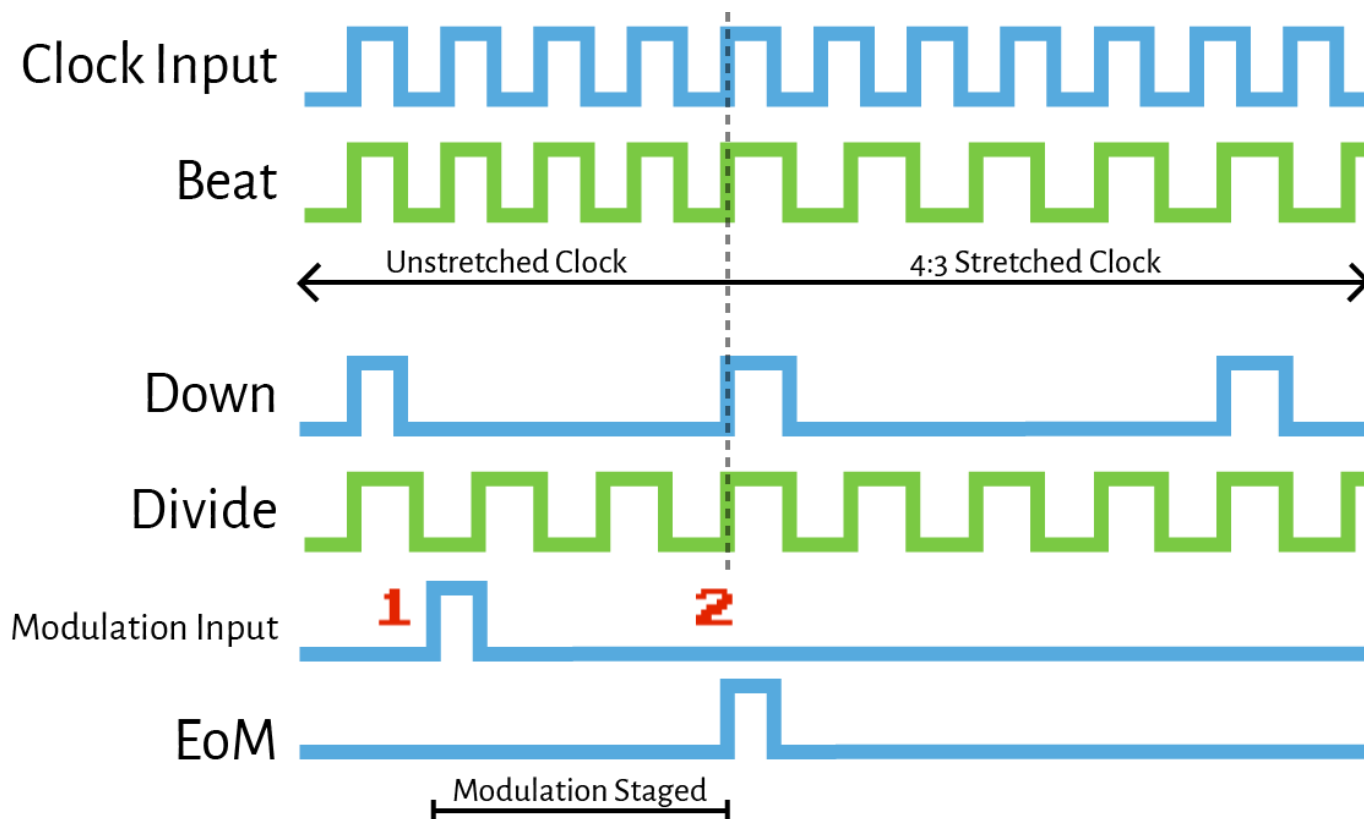 Clock Input
Beat
Unstretched Clock
4:3 Stretched Clock
Down
Divide
1
2
Modulation Input
EoM
Modulation Staged